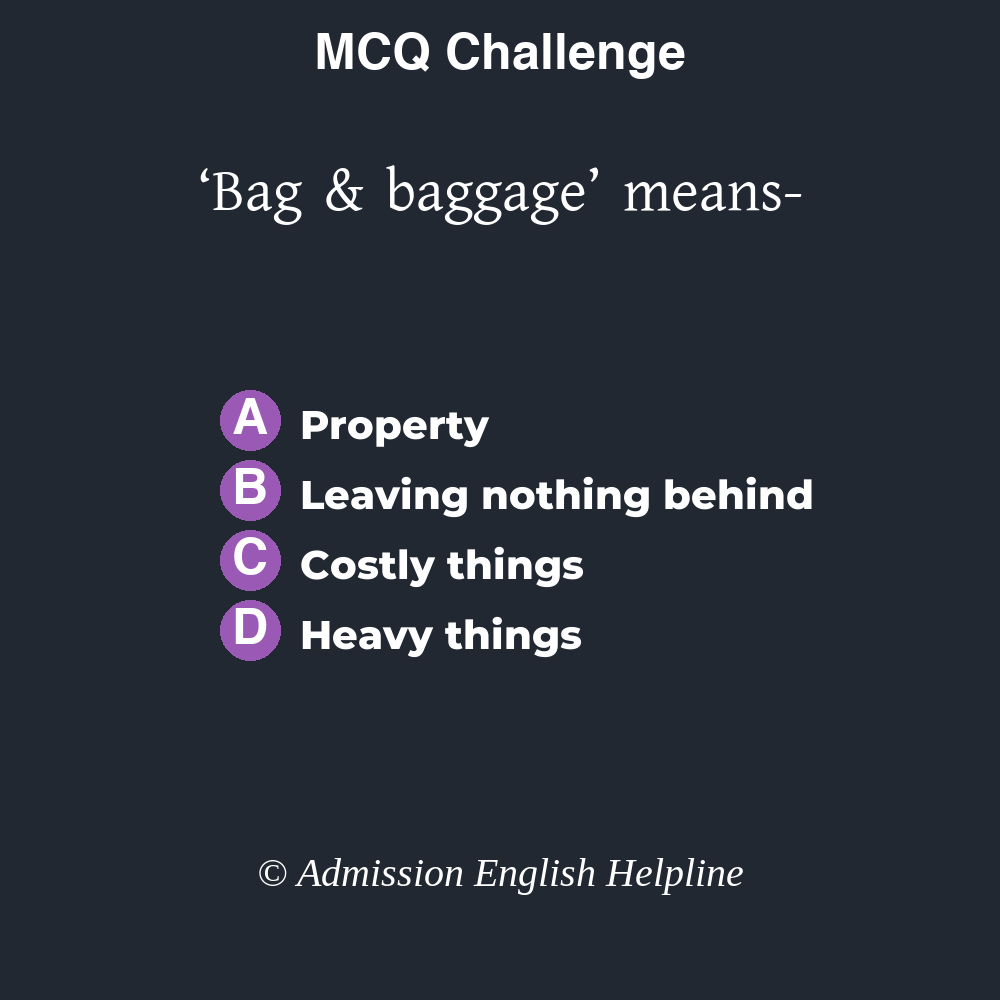 MCQ Challenge
‘Bag & baggage’ means-
A Property
B Leaving nothing behind
C Costly things
D Heavy things
© Admission English Helpline